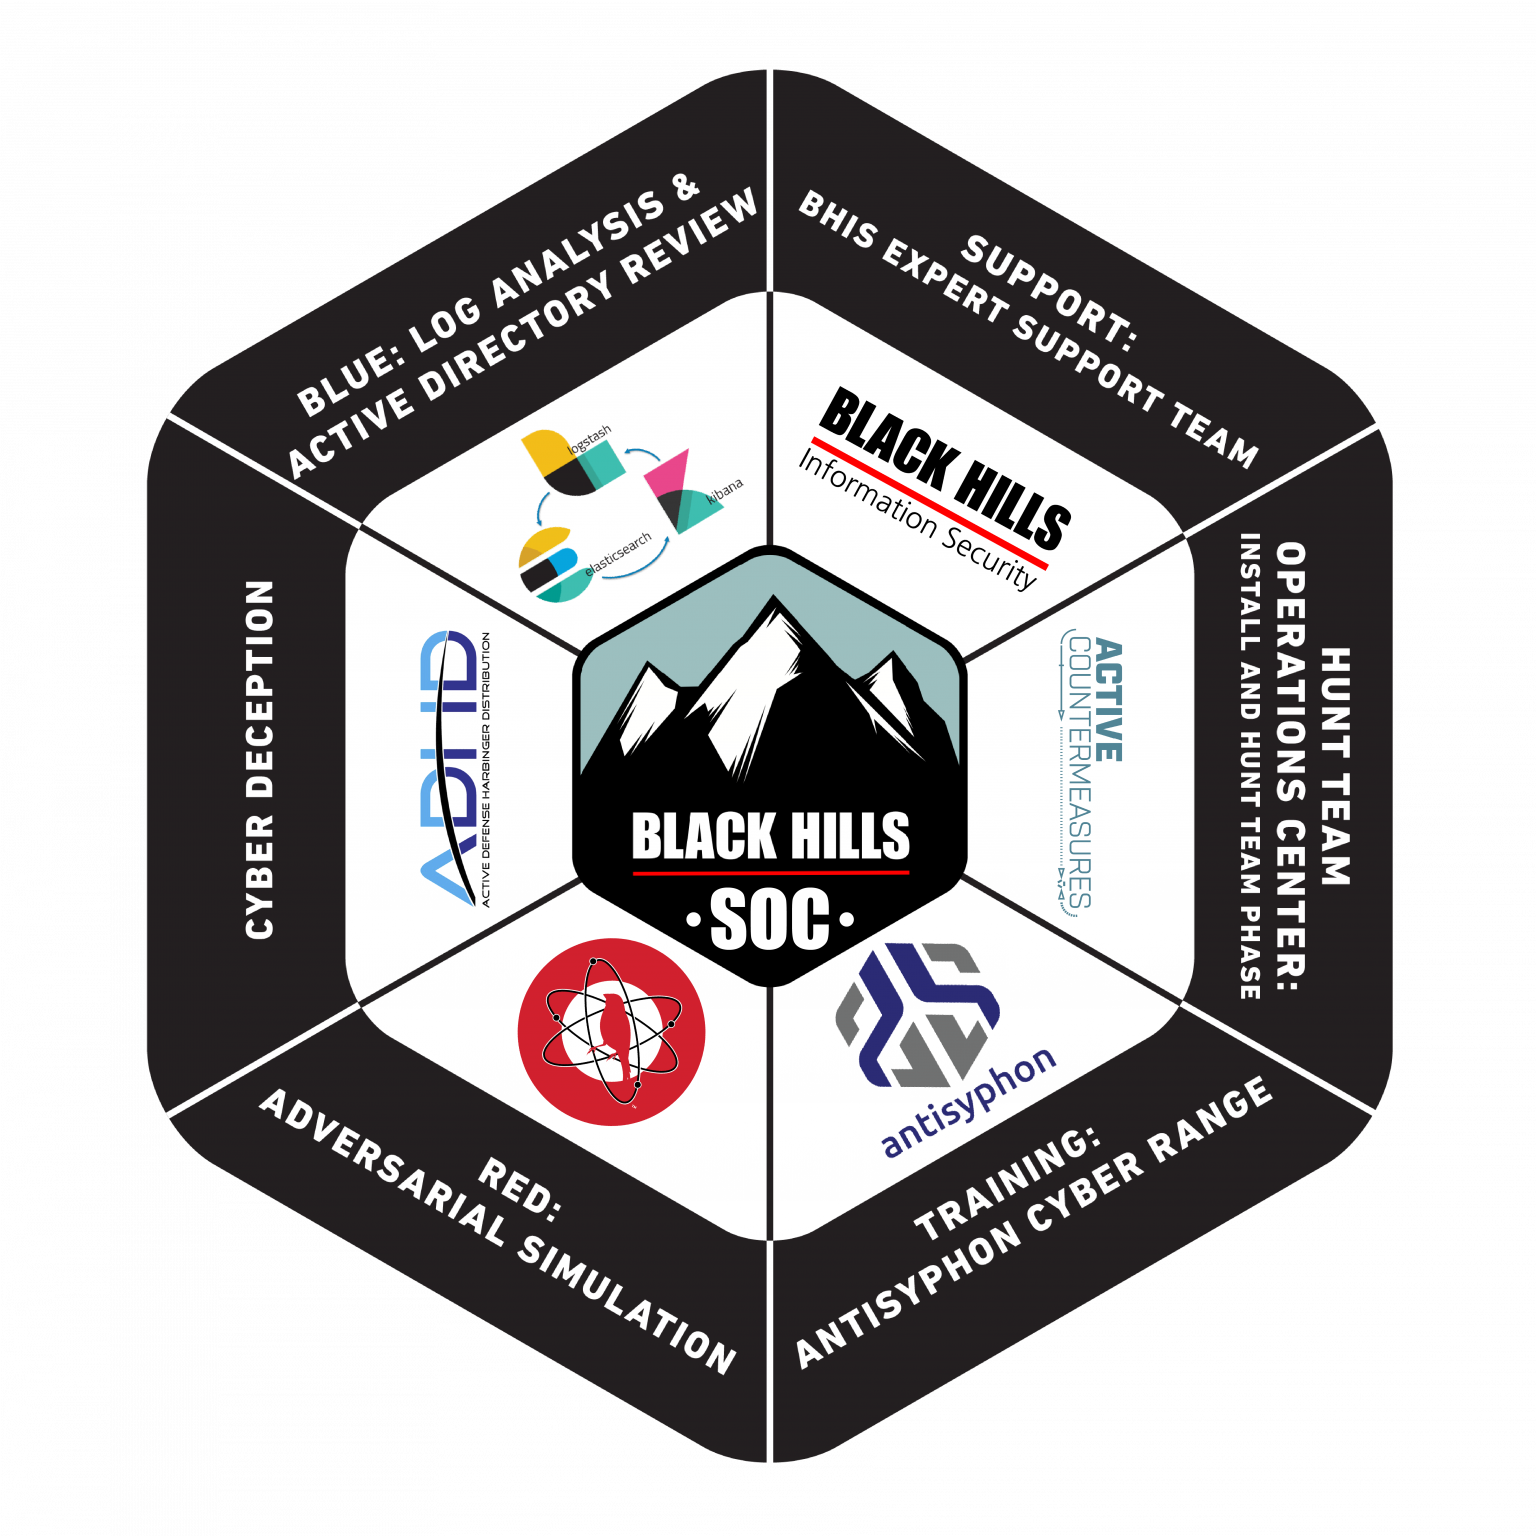 BLUE: LOG ANALYSIS &
ACTIVE DIRECTORY REVIEW
SUPPORT:
BHIS EXPERT SUPPORT TEAM
HUNT TEAM
OPERATIONS CENTER:
INSTALL AND HUNT TEAM PHASE
TRAINING:
ANTISYPHON CYBER RANGE
RED:
ADVERSARIAL SIMULATION
CYBER DECEPTION
logstash
kibana
elasticsearch
BLACK HILLS
Information Security
ACTIVE
COUNTERMEASURES
antisyphon
ADHD
ACTIVE DEFENSE HARBINGER DISTRIBUTION
BLACK HILLS
• SOC •